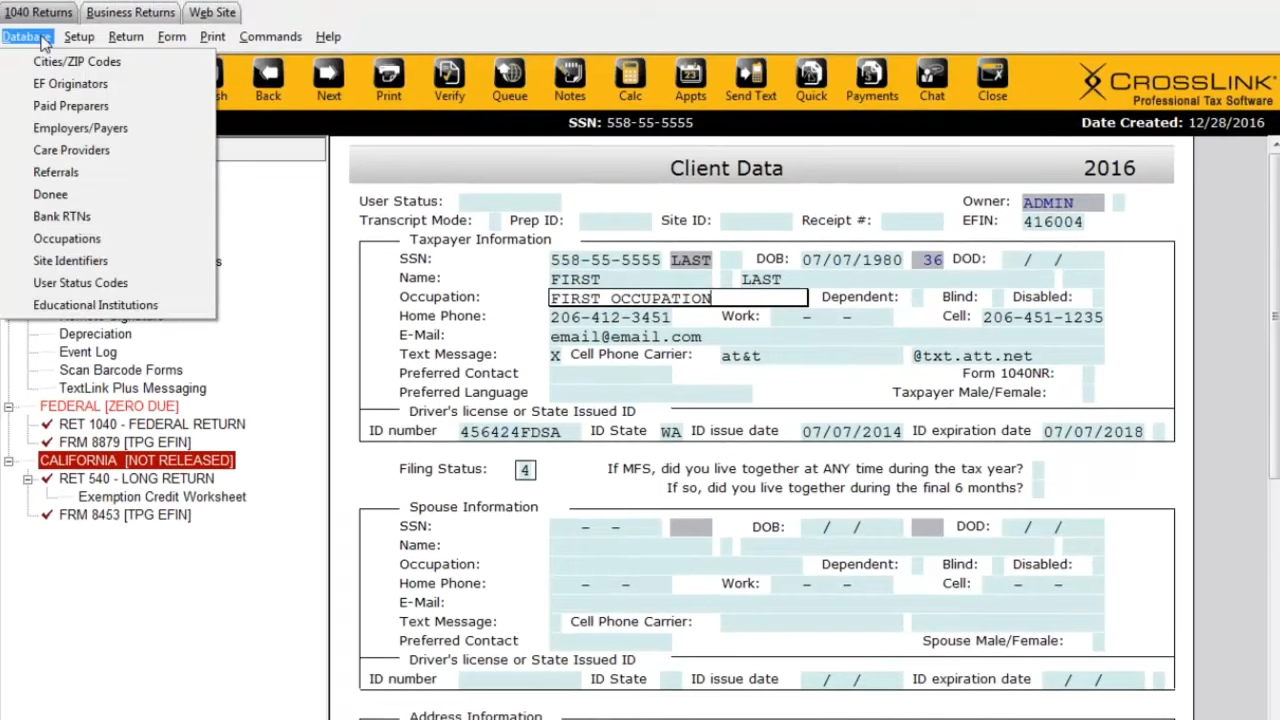 1040 Returns Business Returns Web Site
Database Setup Return Form Print Commands Help
Back Next Print Verify Queue Notes Calc Appts Send Text Quick Payments Chat Close
CROSSLINK
Professional Tax Software
SSN: 558-55-5555 Date Created: 12/28/2016
Cities/ZIP Codes
EF Originators
Paid Preparers
Employers/Payers
Care Providers
Referrals
Donee
Bank RTNs
Occupations
Site Identifiers
User Status Codes
Educational Institutions
Depreciation
Event Log
Scan Barcode Forms
TextLink Plus Messaging
FEDERAL [ZERO DUE]
RET 1040 - FEDERAL RETURN
FRM 8879 [TPG EFIN]
CALIFORNIA [NOT RELEASED]
RET 540 - LONG RETURN
Exemption Credit Worksheet
FRM 8453 [TPG EFIN]
Client Data 2016
User Status: Owner: ADMIN
Transcript Mode: Prep ID: Site ID: Receipt #: EFIN: 416004
Taxpayer Information
SSN: 558-55-5555 LAST DOB: 07/07/1980 36 DOD: / /
Name: FIRST LAST
Occupation: FIRST OCCUPATION Dependent: Blind: Disabled:
Home Phone: 206-412-3451 Work: - - Cell: 206-451-1235
E-Mail: email@email.com
Text Message: X Cell Phone Carrier: at&t @txt.att.net
Preferred Contact Form 1040NR:
Preferred Language Taxpayer Male/Female:
Driver's license or State Issued ID
ID number 456424FDSA ID State WA ID issue date 07/07/2014 ID expiration date 07/07/2018
Filing Status: 4 If MFS, did you live together at ANY time during the tax year?
If so, did you live together during the final 6 months?
Spouse Information
SSN: - - DOB: / / DOD: / /
Name:
Occupation: Dependent: Blind: Disabled:
Home Phone: - - Work: - - Cell: - -
E-Mail:
Text Message: Cell Phone Carrier:
Preferred Contact Spouse Male/Female:
Driver's license or State Issued ID
ID number ID State ID issue date / / ID expiration date / /
Address Information